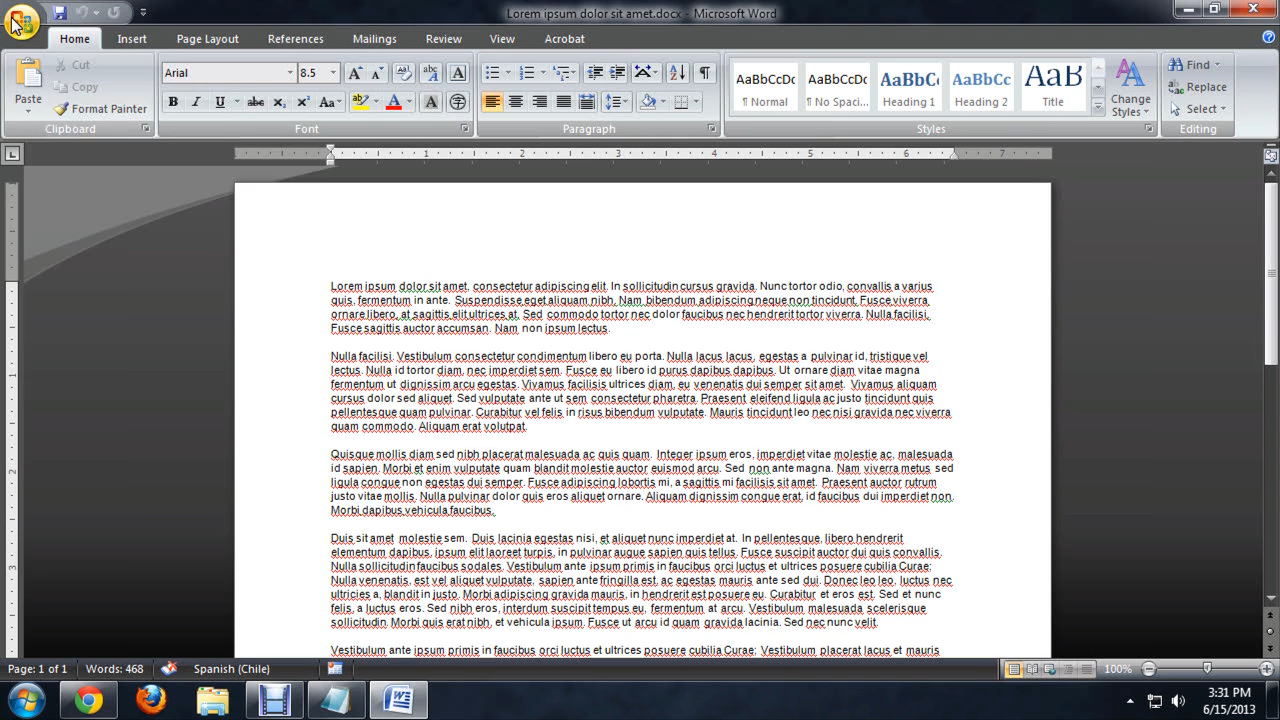 Lorem ipsum dolor sit amet.docx - Microsoft Word
Home Insert Page Layout References Mailings Review View Acrobat
Paste
Cut
Copy
Format Painter
Clipboard
Arial 8.5
Font
Paragraph
AaBbCcDc AaBbCcDc AaBbC AaBbCc AaB
¶ Normal ¶ No Spaci... Heading 1 Heading 2 Title
Change Styles
Styles
Find
Replace
Select
Editing
1 2 3 4 5 6 7
Lorem ipsum dolor sit amet, consectetur adipiscing elit. In sollicitudin cursus gravida. Nunc tortor odio, convallis a varius
quis, fermentum in ante. Suspendisse eget aliquam nibh. Nam bibendum adipiscing neque non tincidunt. Fusce viverra
ornare libero, at sagittis elit ultrices at. Sed commodo tortor nec dolor faucibus nec hendrerit tortor viverra. Nulla facilisi.
Fusce sagittis auctor accumsan. Nam non ipsum lectus.
Nulla facilisi. Vestibulum consectetur condimentum libero eu porta. Nulla lacus lacus, egestas a pulvinar id, tristique vel
lectus. Nulla id tortor diam, nec imperdiet sem. Fusce eu libero id purus dapibus dapibus. Ut ornare diam vitae magna
fermentum ut dignissim arcu egestas. Vivamus facilisis ultrices diam, eu venenatis dui semper sit amet. Vivamus aliquam
cursus dolor sed aliquet. Sed vulputate ante ut sem consectetur pharetra. Praesent eleifend ligula ac justo tincidunt quis
pellentesque quam pulvinar. Curabitur vel felis in risus bibendum vulputate. Mauris tincidunt leo nec nisi gravida nec viverra
quam commodo. Aliquam erat volutpat.
Quisque mollis diam sed nibh placerat malesuada ac quis quam. Integer ipsum eros, imperdiet vitae molestie ac, malesuada
id sapien. Morbi et enim vulputate quam blandit molestie auctor euismod arcu. Sed non ante magna. Nam viverra metus sed
ligula congue non egestas dui semper. Fusce adipiscing lobortis mi, a sagittis mi facilisis sit amet. Praesent auctor rutrum
justo vitae mollis. Nulla pulvinar dolor quis eros aliquet ornare. Aliquam dignissim congue erat, id faucibus dui imperdiet non.
Morbi dapibus vehicula faucibus.
Duis sit amet molestie sem. Duis lacinia egestas nisi, et aliquet nunc imperdiet at. In pellentesque, libero hendrerit
elementum dapibus, ipsum elit laoreet turpis, in pulvinar augue sapien quis tellus. Fusce suscipit auctor dui quis convallis.
Nulla sollicitudin faucibus sodales. Vestibulum ante ipsum primis in faucibus orci luctus et ultrices posuere cubilia Curae;
Nulla venenatis, est vel aliquet vulputate, sapien ante fringilla est, ac egestas mauris ante sed dui. Donec leo leo, luctus nec
ultricies a, blandit in justo. Morbi adipiscing gravida mauris, in hendrerit est posuere eu. Curabitur et eros est. Sed et nunc
felis, a luctus eros. Sed nibh eros, interdum suscipit tempus eu, fermentum at arcu. Vestibulum malesuada scelerisque
sollicitudin. Morbi quis erat nibh, et vehicula ipsum. Fusce ut arcu id quam gravida lacinia. Sed nec nunc velit.
Vestibulum ante ipsum primis in faucibus orci luctus et ultrices posuere cubilia Curae; Vestibulum placerat lacus et mauris
Page: 1 of 1 Words: 468 Spanish (Chile) 100%
3:31 PM
6/15/2013